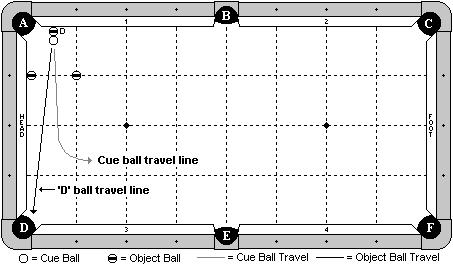 A
B
C
1
2
D
HEAD
FOOT
Cue ball travel line
'D' ball travel line
D
3
E
4
F
= Cue Ball
= Object Ball
= Cue Ball Travel
= Object Ball Travel